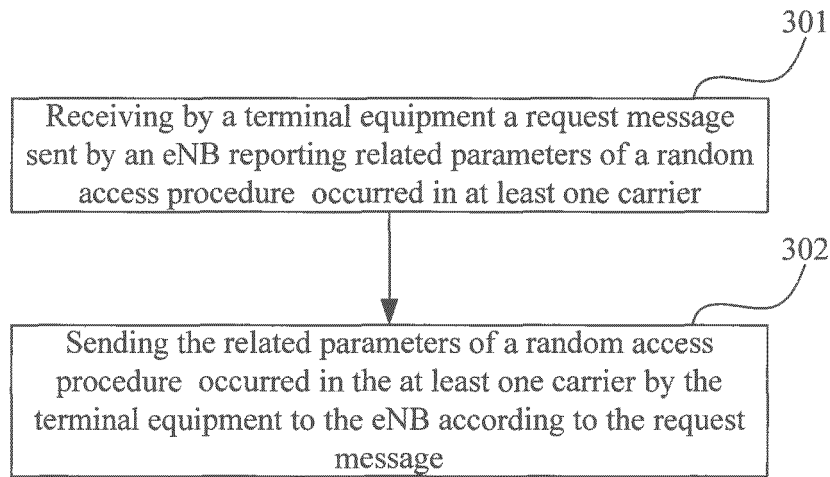 301
Receiving by a terminal equipment a request message
sent by an eNB reporting related parameters of a random
access procedure occurred in at least one carrier
302
Sending the related parameters of a random access
procedure occurred in the at least one carrier by the
terminal equipment to the eNB according to the request
message